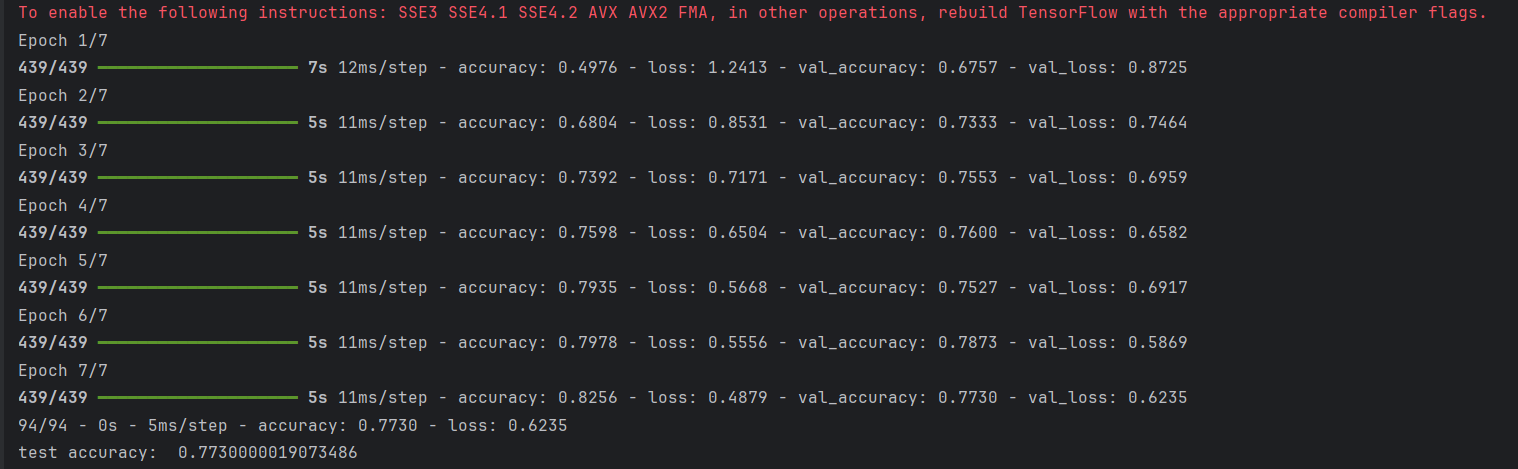 To enable the following instructions: SSE3 SSE4.1 SSE4.2 AVX AVX2 FMA, in other operations, rebuild TensorFlow with the appropriate compiler flags.
Epoch 1/7
439/439 ━━━━━━━━━━━━━━━━━━━━ 7s 12ms/step - accuracy: 0.4976 - loss: 1.2413 - val_accuracy: 0.6757 - val_loss: 0.8725
Epoch 2/7
439/439 ━━━━━━━━━━━━━━━━━━━━ 5s 11ms/step - accuracy: 0.6804 - loss: 0.8531 - val_accuracy: 0.7333 - val_loss: 0.7464
Epoch 3/7
439/439 ━━━━━━━━━━━━━━━━━━━━ 5s 11ms/step - accuracy: 0.7392 - loss: 0.7171 - val_accuracy: 0.7553 - val_loss: 0.6959
Epoch 4/7
439/439 ━━━━━━━━━━━━━━━━━━━━ 5s 11ms/step - accuracy: 0.7598 - loss: 0.6504 - val_accuracy: 0.7600 - val_loss: 0.6582
Epoch 5/7
439/439 ━━━━━━━━━━━━━━━━━━━━ 5s 11ms/step - accuracy: 0.7935 - loss: 0.5668 - val_accuracy: 0.7527 - val_loss: 0.6917
Epoch 6/7
439/439 ━━━━━━━━━━━━━━━━━━━━ 5s 11ms/step - accuracy: 0.7978 - loss: 0.5556 - val_accuracy: 0.7873 - val_loss: 0.5869
Epoch 7/7
439/439 ━━━━━━━━━━━━━━━━━━━━ 5s 11ms/step - accuracy: 0.8256 - loss: 0.4879 - val_accuracy: 0.7730 - val_loss: 0.6235
94/94 - 0s - 5ms/step - accuracy: 0.7730 - loss: 0.6235
test accuracy:  0.7730000019073486